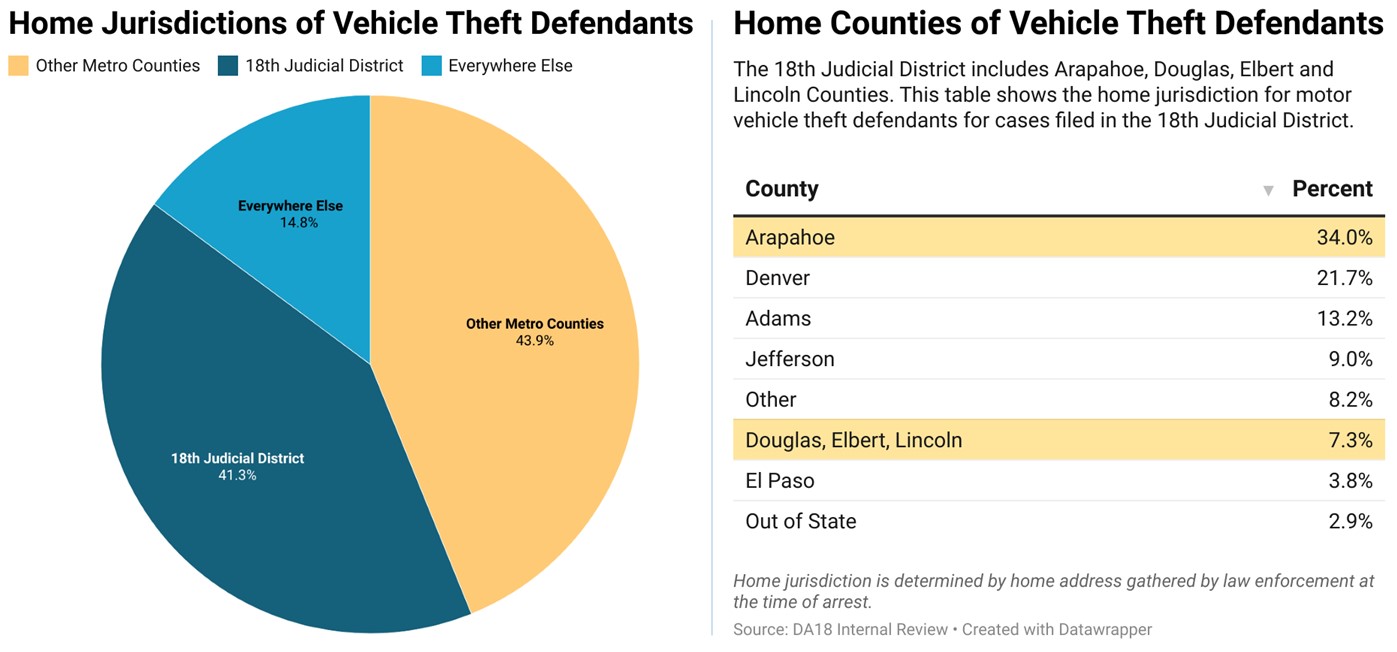 Home Jurisdictions of Vehicle Theft Defendants
Other Metro Counties 18th Judicial District Everywhere Else
Everywhere Else
14.8%
Other Metro Counties
43.9%
18th Judicial District
41.3%
Home Counties of Vehicle Theft Defendants
The 18th Judicial District includes Arapahoe, Douglas, Elbert and
Lincoln Counties. This table shows the home jurisdiction for motor
vehicle theft defendants for cases filed in the 18th Judicial District.
County ▼ Percent
Arapahoe 34.0%
Denver 21.7%
Adams 13.2%
Jefferson 9.0%
Other 8.2%
Douglas, Elbert, Lincoln 7.3%
El Paso 3.8%
Out of State 2.9%
Home jurisdiction is determined by home address gathered by law enforcement at
the time of arrest.
Source: DA18 Internal Review • Created with Datawrapper